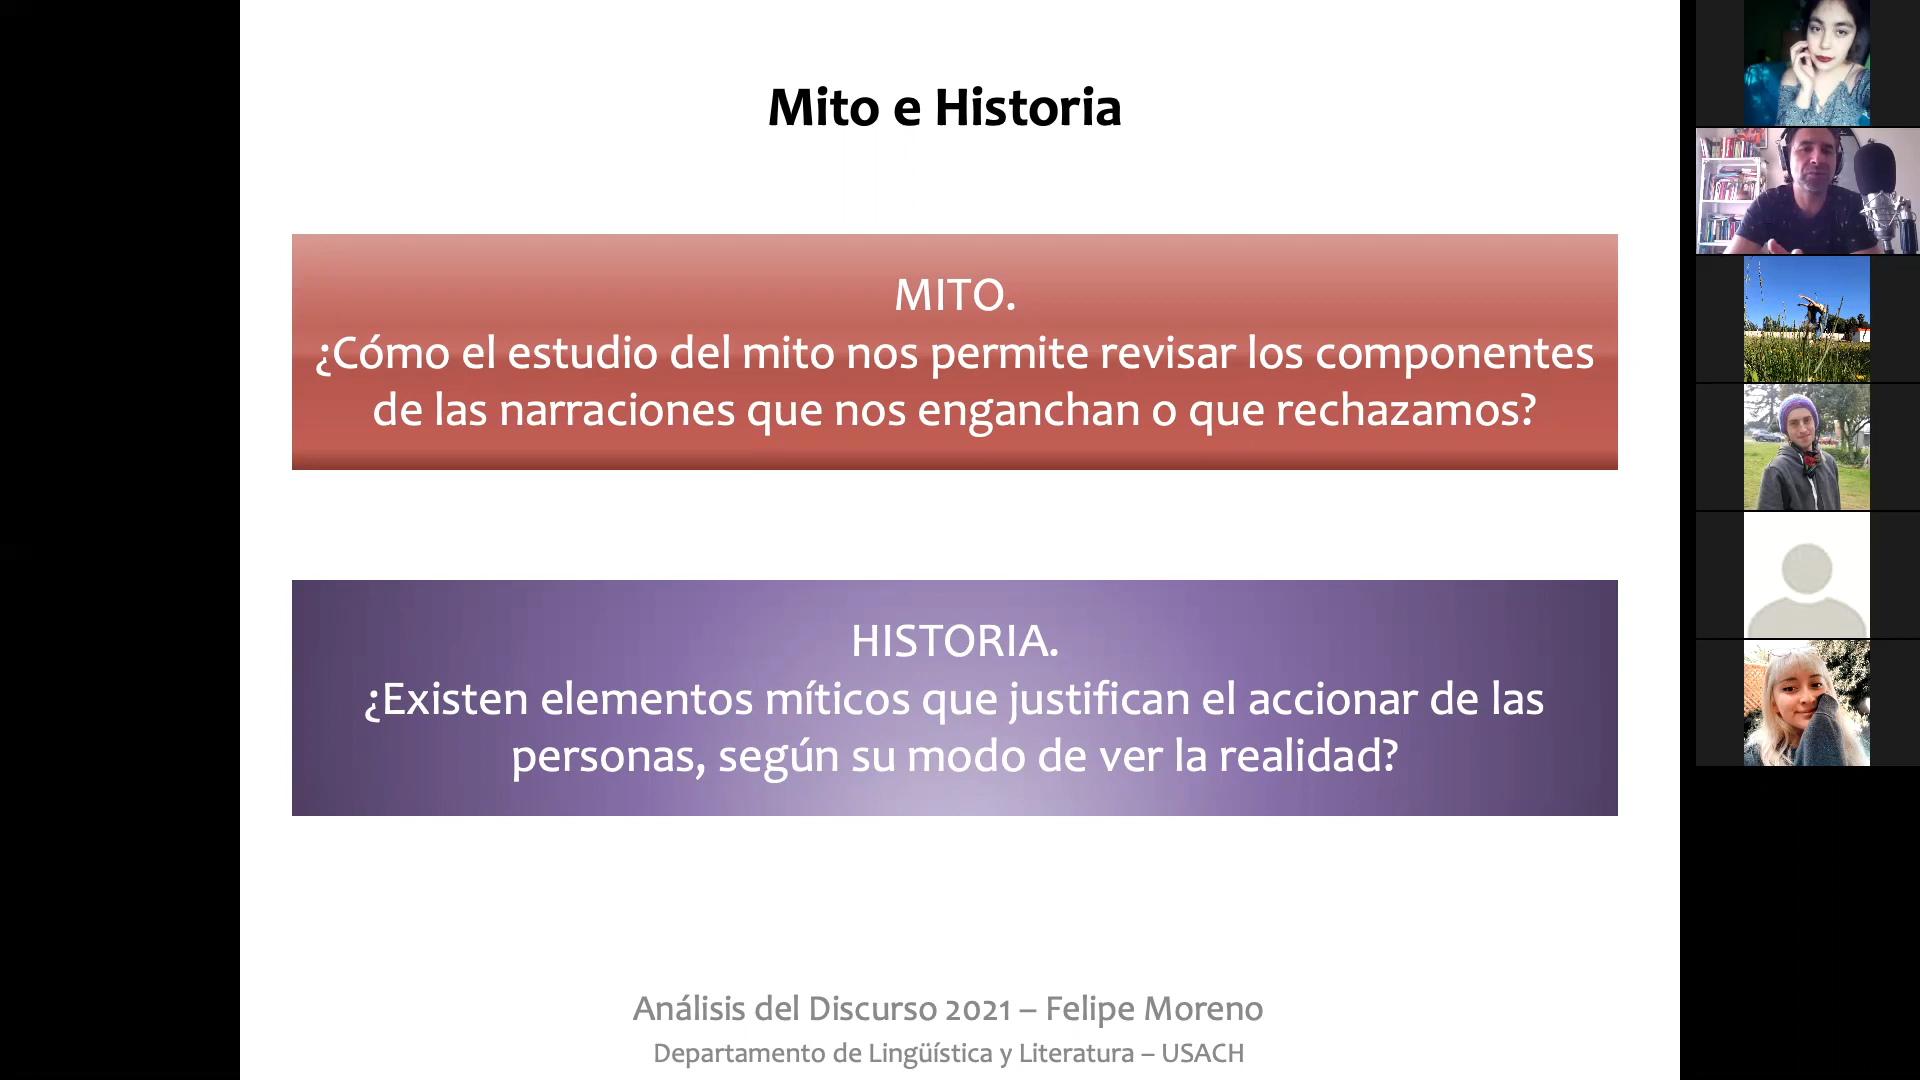 Mito e Historia
MITO.
¿Cómo el estudio del mito nos permite revisar los componentes
de las narraciones que nos enganchan o que rechazamos?
HISTORIA.
¿Existen elementos míticos que justifican el accionar de las
personas, según su modo de ver la realidad?
Análisis del Discurso 2021 – Felipe Moreno
Departamento de Lingüística y Literatura – USACH